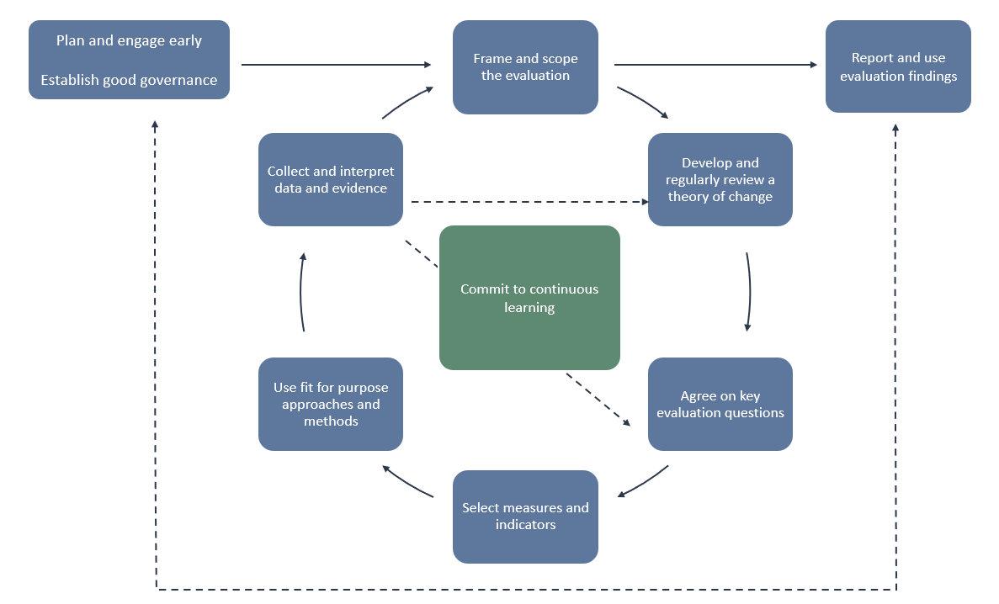 Plan and engage early
Establish good governance
Frame and scope
the evaluation
Report and use
evaluation findings
Collect and interpret
data and evidence
Develop and
regularly review a
theory of change
Commit to continuous
learning
Use fit for purpose
approaches and
methods
Agree on key
evaluation questions
Select measures and
indicators